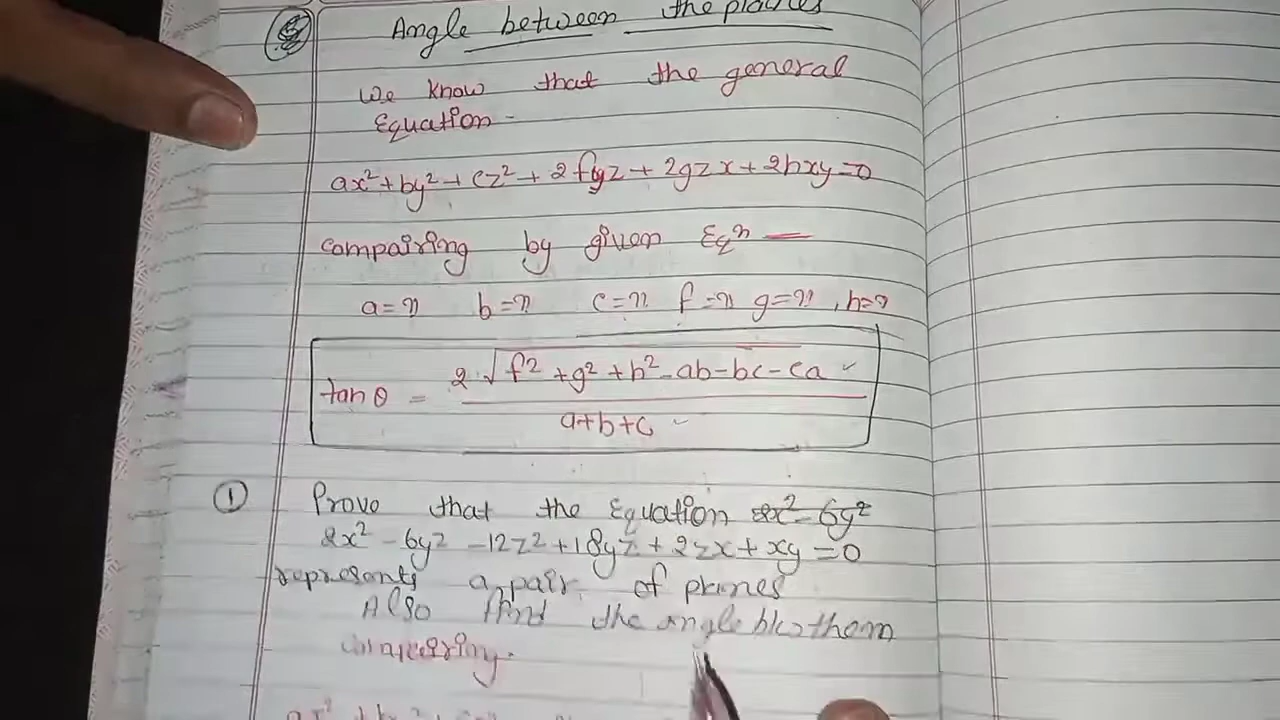 Angle between the planes
We know that the general
Equation -
ax² + by² + cz² + 2fyz + 2gzx + 2hxy = 0
compairing by given Eqn —
a = n b = n c = n f = n g = n , h = n
tan θ = 2 √f² + g² + h² - ab - bc - ca / a+b+c
① Prove that the Equation 2x² - 6y²
2x² - 6y² - 12z² + 18yz + 2zx + xy = 0
represents a pair of planes
Also find the angle b/w them